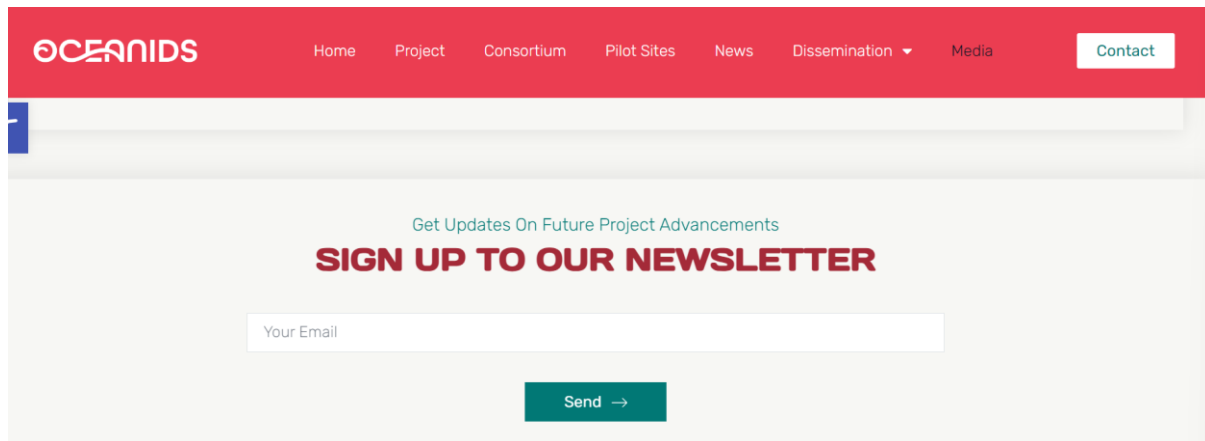 OCEANIDS Home Project Consortium Pilot Sites News Dissemination Media Contact
Get Updates On Future Project Advancements
SIGN UP TO OUR NEWSLETTER
Your Email
Send →